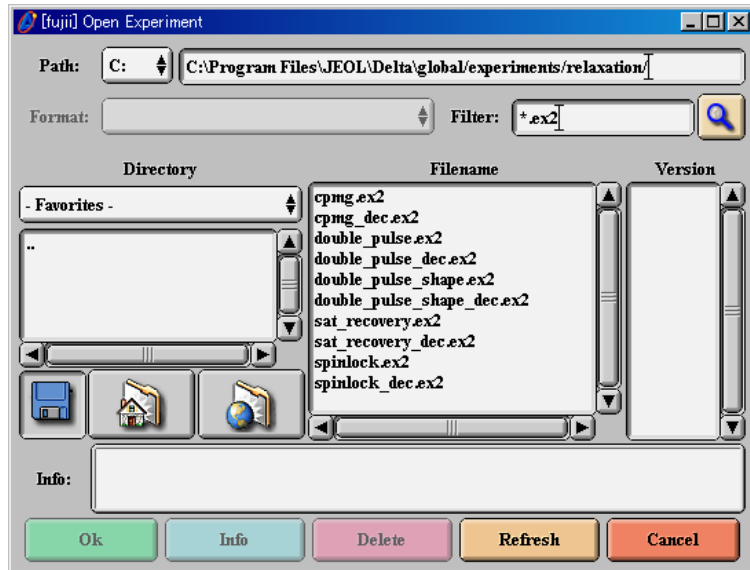 [fujii] Open Experiment
Path: C: C:\Program Files\JEOL\Delta\global/experiments/relaxation/
Format: Filter: *.ex2
Directory Filename Version
- Favorites -
..
cpmg.ex2
cpmg_dec.ex2
double_pulse.ex2
double_pulse_dec.ex2
double_pulse_shape.ex2
double_pulse_shape_dec.ex2
sat_recovery.ex2
sat_recovery_dec.ex2
spinlock.ex2
spinlock_dec.ex2
Info:
Ok Info Delete Refresh Cancel